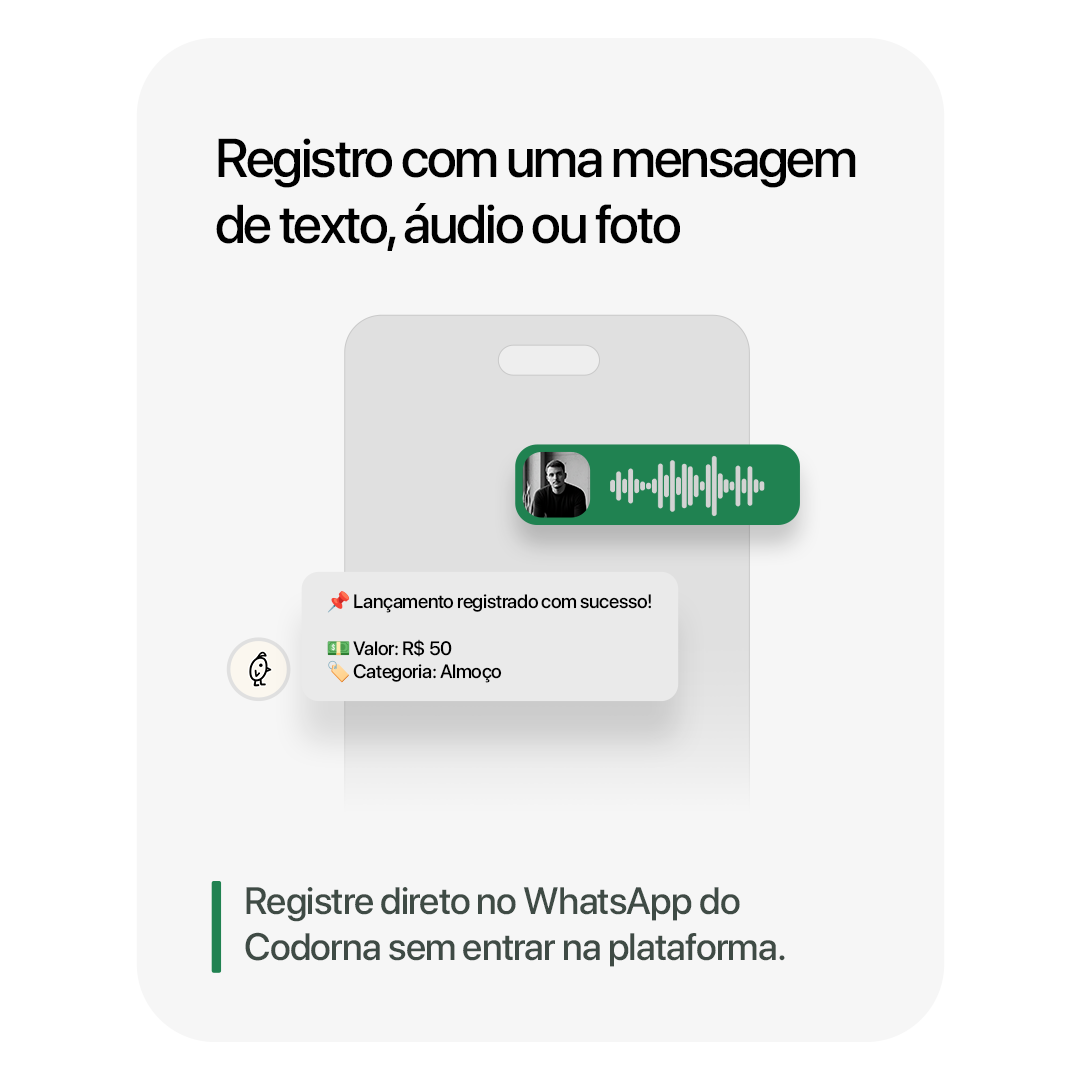 Registro com uma mensagem
de texto, áudio ou foto
📌 Lançamento registrado com sucesso!
💵 Valor: R$ 50
🏷️ Categoria: Almoço
Registre direto no WhatsApp do
Codorna sem entrar na plataforma.